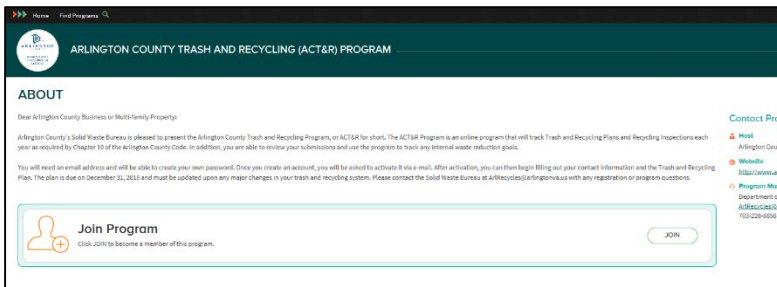 Home Find Programs
ARLINGTON
ARLINGTON COUNTY TRASH AND RECYCLING (ACT&R) PROGRAM
ABOUT
Dear Arlington County Business or Multi-family Property:
Arlington County's Solid Waste Bureau is pleased to present the Arlington County Trash and Recycling Program, or ACT&R for short. The ACT&R Program is an online program that will track Trash and Recycling Plans and Recycling Inspections each
year as required by Chapter 10 of the Arlington County Code. In addition, you are able to review your submissions and use the program to track any internal waste reduction goals.
You will need an email address and will be able to create your own password. Once you create an account, you will be asked to activate it via e-mail. After activation, you can then begin filling out your contact information and the Trash and Recycling
Plan. The plan is due on December 31, 2015 and must be updated upon any major changes in your trash and recycling system. Please contact the Solid Waste Bureau at ArlRecycles@arlingtonva.us with any registration or program questions.
Join Program
Click JOIN to become a member of this program.
JOIN
Contact Pro
Host
Arlington Cou
Website
http://www.a
Program Ma
Department o
ArlRecycles@
703-228-6656